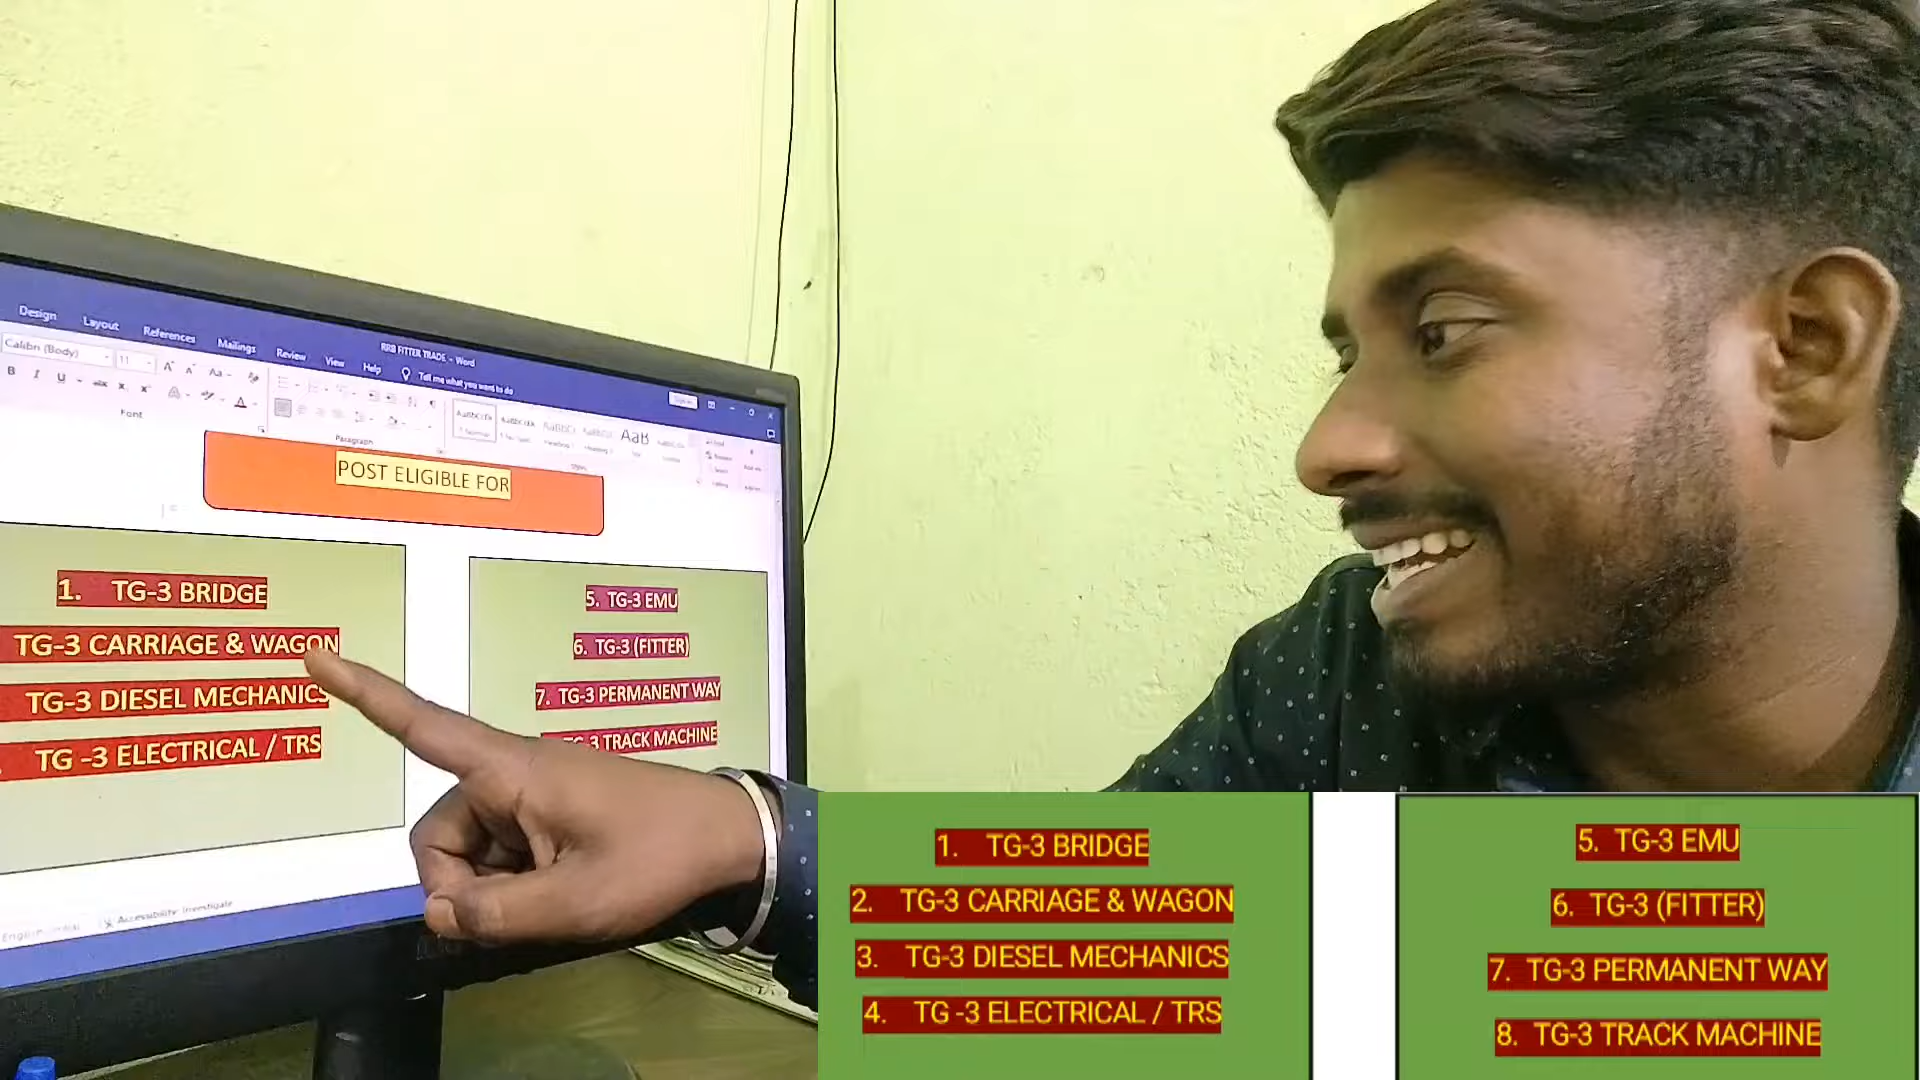 RRB FITTER TRADE - Word
Design Layout References Mailings Review View Help Tell me what you want to do
Calibri (Body) 11
Font
Paragraph
Styles
POST ELIGIBLE FOR
1. TG-3 BRIDGE
TG-3 CARRIAGE & WAGON
TG-3 DIESEL MECHANICS
TG -3 ELECTRICAL / TRS
5. TG-3 EMU
6. TG-3 (FITTER)
7. TG-3 PERMANENT WAY
TG-3 TRACK MACHINE
Accessibility: Investigate
1. TG-3 BRIDGE
2. TG-3 CARRIAGE & WAGON
3. TG-3 DIESEL MECHANICS
4. TG -3 ELECTRICAL / TRS
5. TG-3 EMU
6. TG-3 (FITTER)
7. TG-3 PERMANENT WAY
8. TG-3 TRACK MACHINE